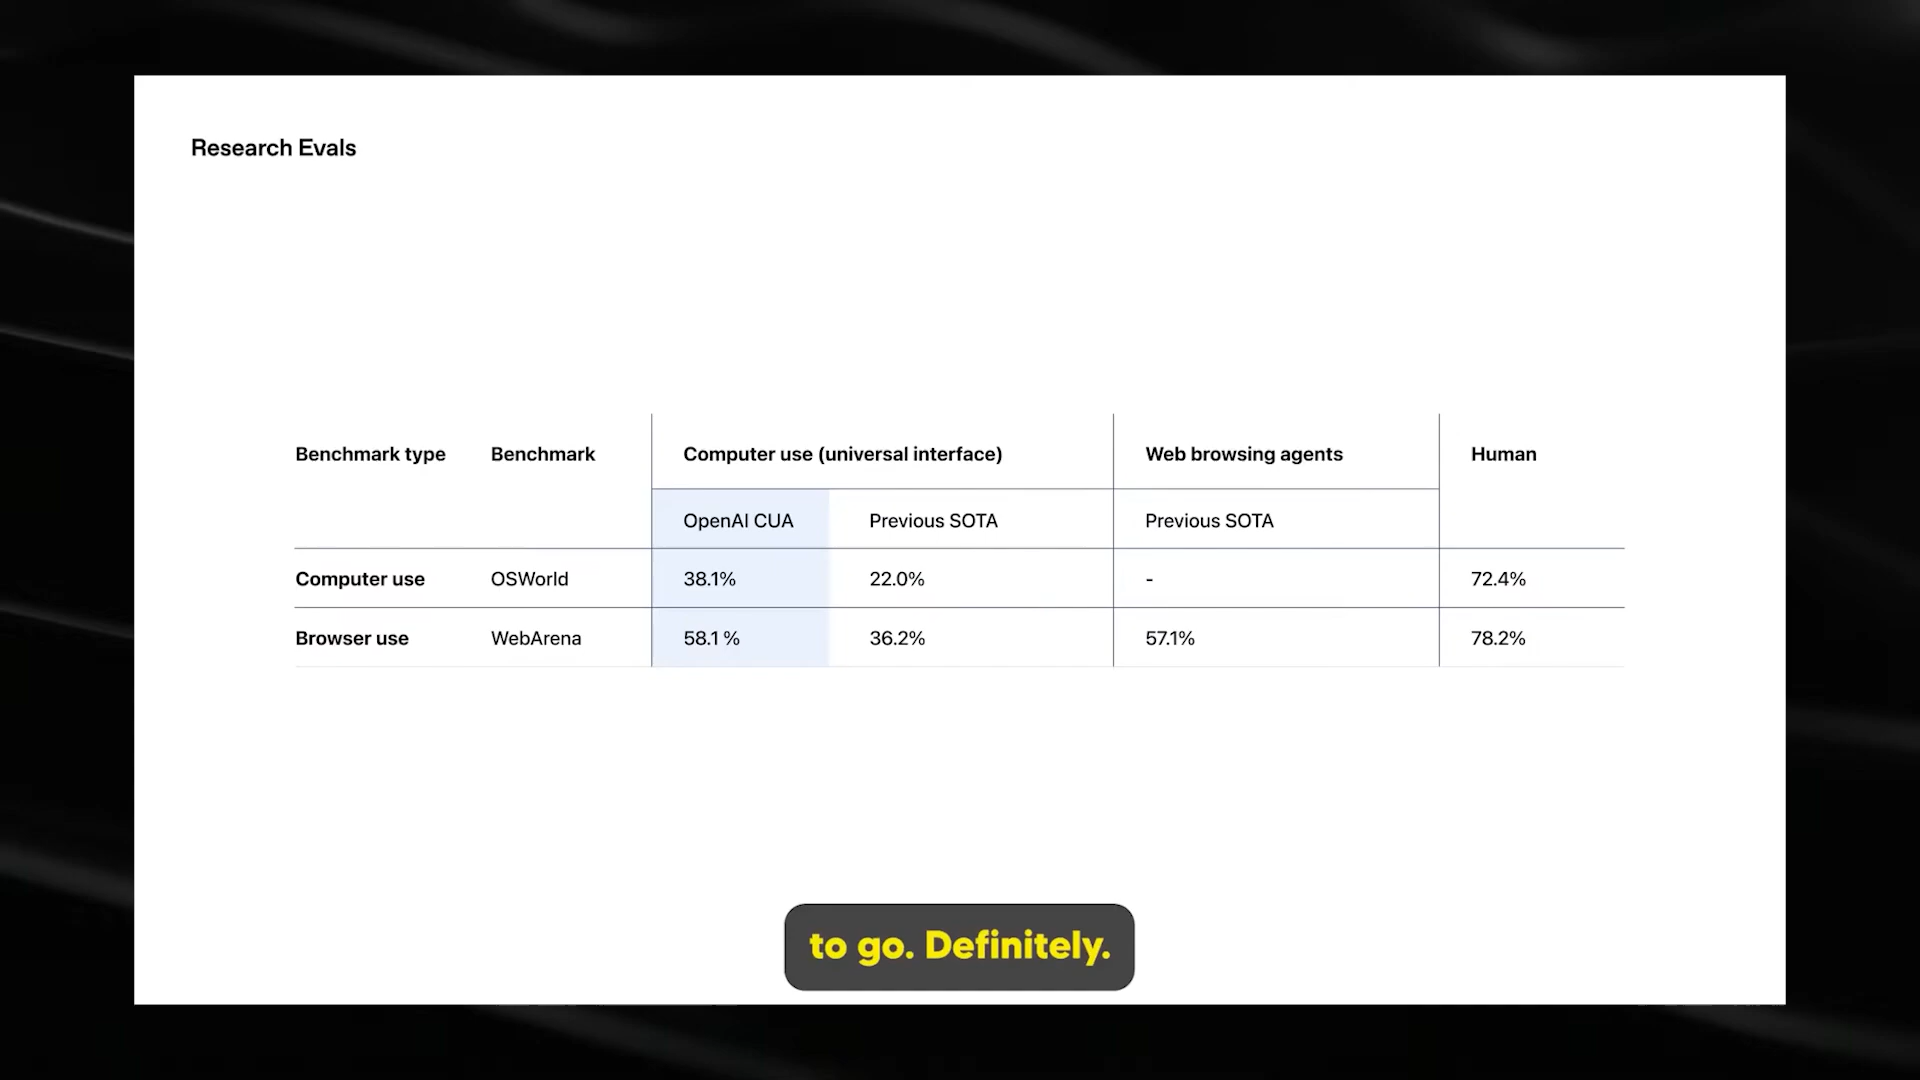 Research Evals
Benchmark type Benchmark Computer use (universal interface) Web browsing agents Human
OpenAI CUA Previous SOTA Previous SOTA
Computer use OSWorld 38.1% 22.0% - 72.4%
Browser use WebArena 58.1 % 36.2% 57.1% 78.2%
to go. Definitely.